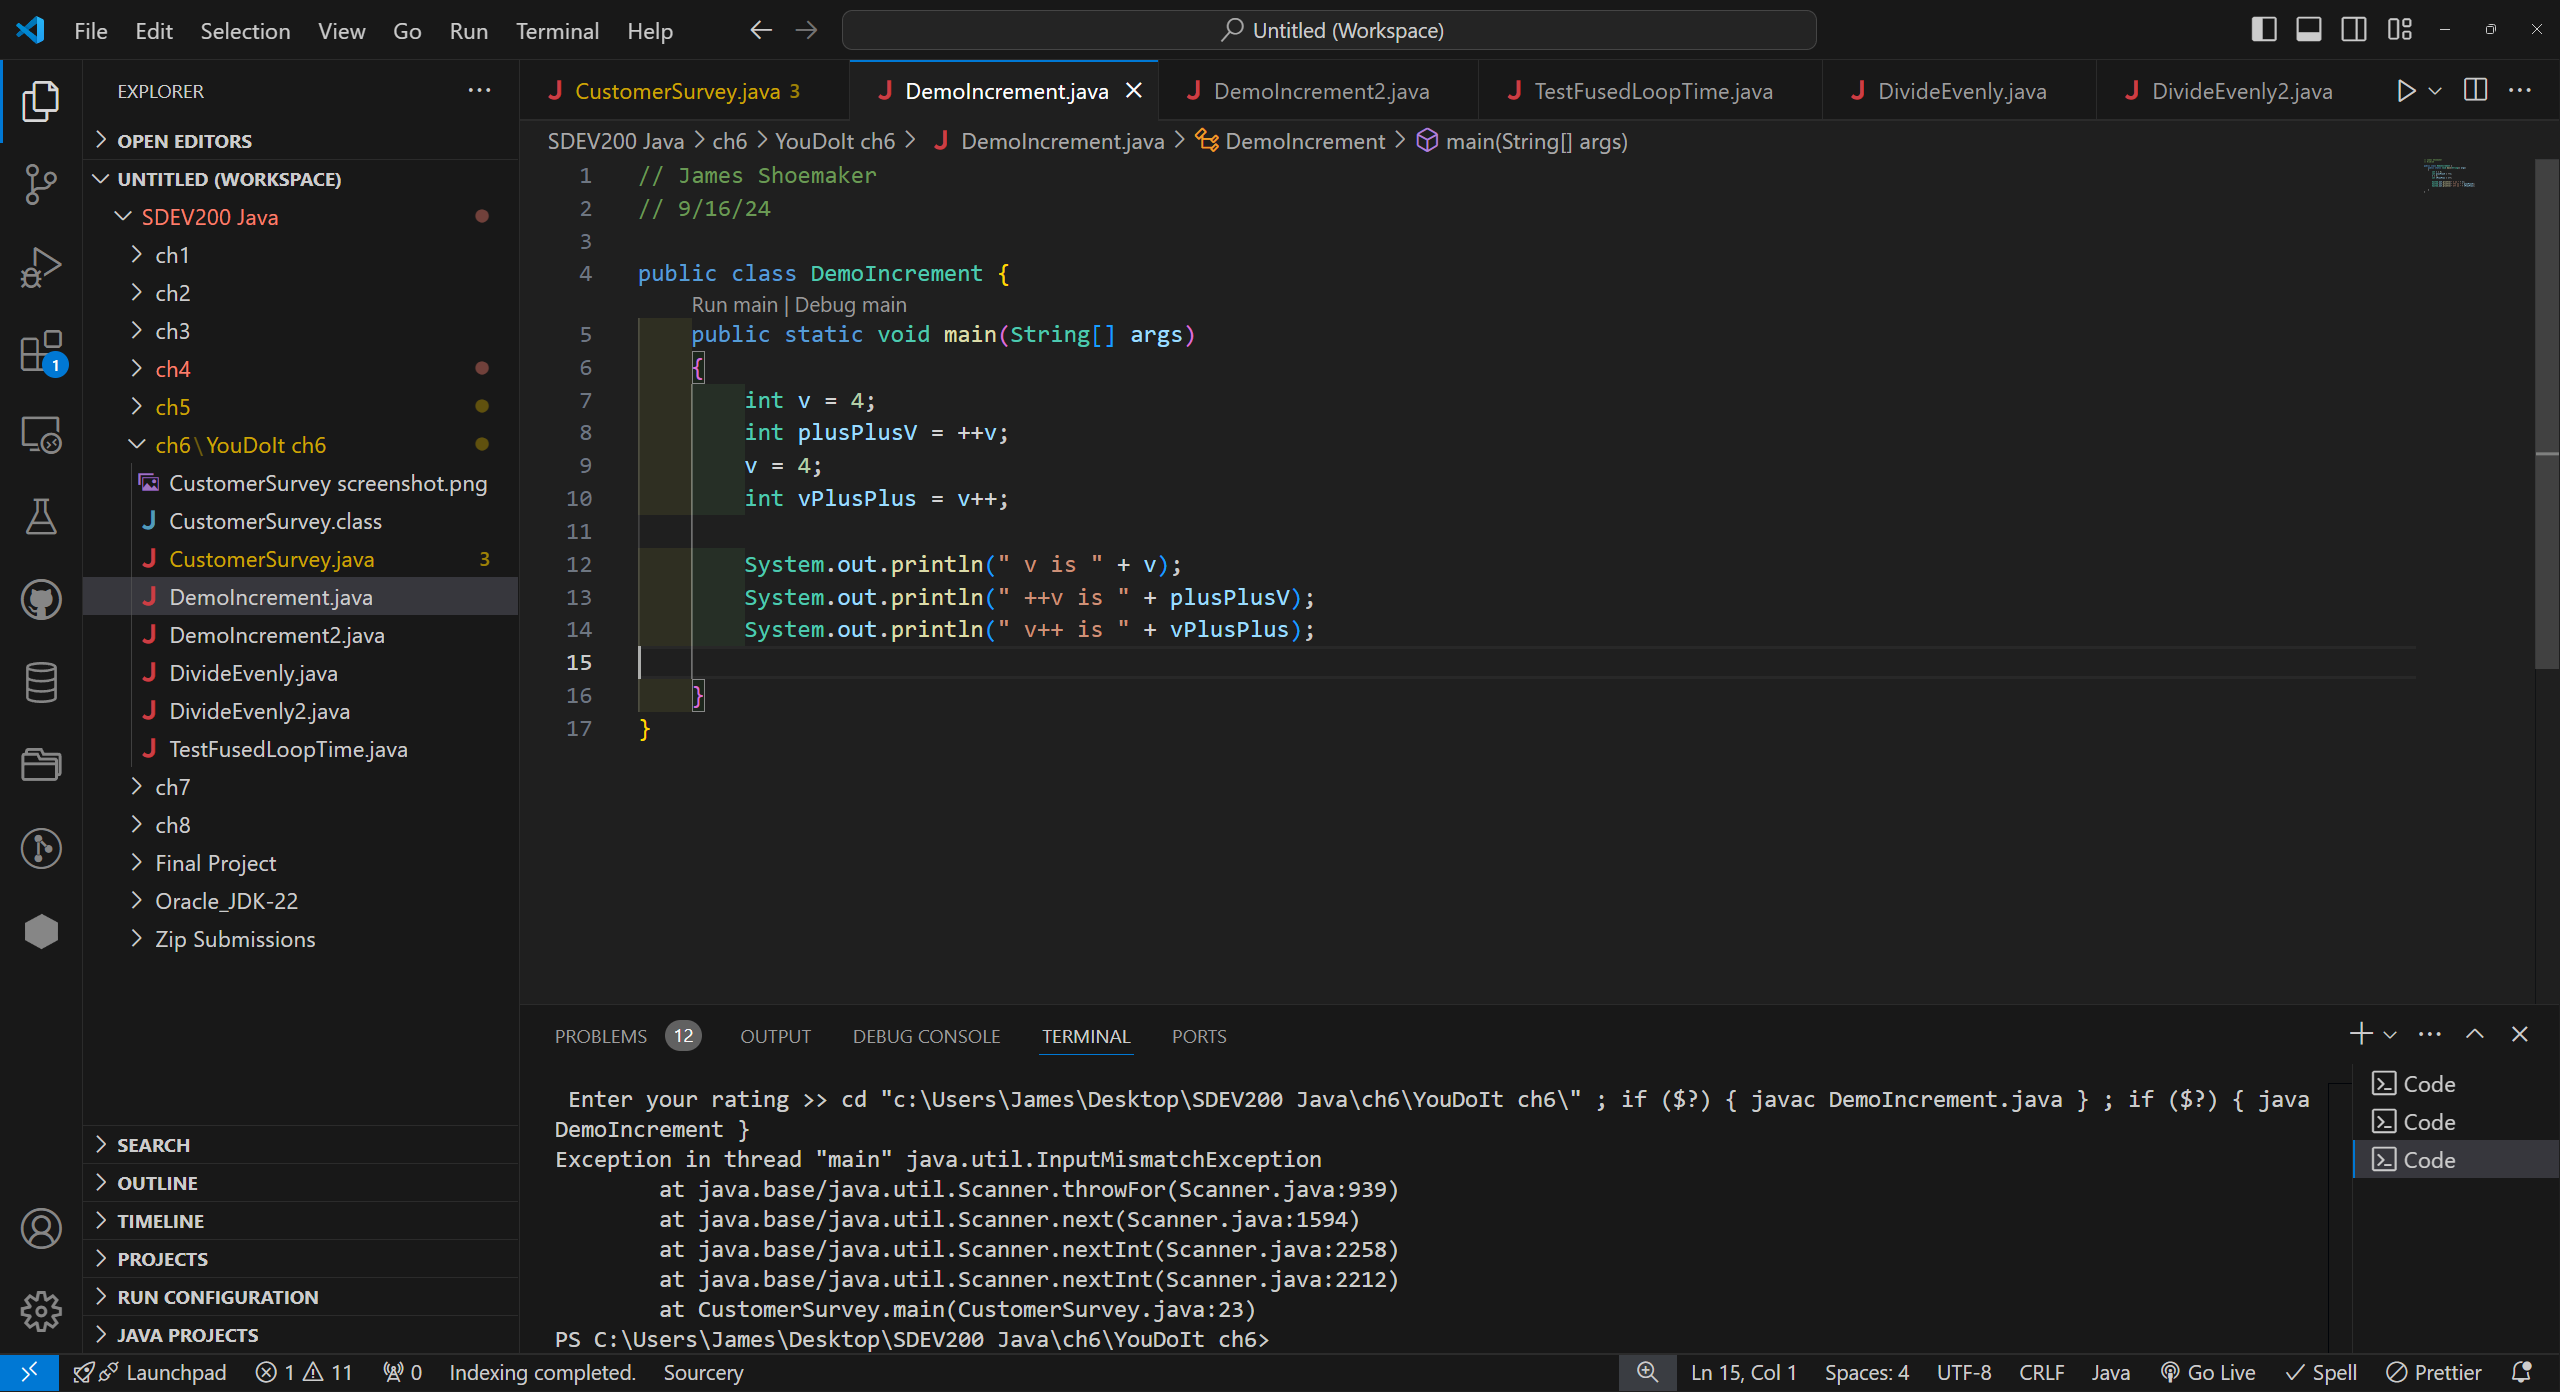 File Edit Selection View Go Run Terminal Help Untitled (Workspace)
EXPLORER
OPEN EDITORS
UNTITLED (WORKSPACE)
SDEV200 Java
ch1
ch2
ch3
ch4
ch5
ch6\YouDoIt ch6
CustomerSurvey screenshot.png
CustomerSurvey.class
CustomerSurvey.java 3
DemoIncrement.java
DemoIncrement2.java
DivideEvenly.java
DivideEvenly2.java
TestFusedLoopTime.java
ch7
ch8
Final Project
Oracle_JDK-22
Zip Submissions
SEARCH
OUTLINE
TIMELINE
PROJECTS
RUN CONFIGURATION
JAVA PROJECTS
1
CustomerSurvey.java 3 DemoIncrement.java DemoIncrement2.java TestFusedLoopTime.java DivideEvenly.java DivideEvenly2.java
SDEV200 Java > ch6 > YouDoIt ch6 > DemoIncrement.java > DemoIncrement > main(String[] args)
1 // James Shoemaker
2 // 9/16/24
3
4 public class DemoIncrement {
Run main | Debug main
5 public static void main(String[] args)
6 {
7 int v = 4;
8 int plusPlusV = ++v;
9 v = 4;
10 int vPlusPlus = v++;
11
12 System.out.println(" v is " + v);
13 System.out.println(" ++v is " + plusPlusV);
14 System.out.println(" v++ is " + vPlusPlus);
15
16 }
17 }
PROBLEMS 12 OUTPUT DEBUG CONSOLE TERMINAL PORTS
Enter your rating >> cd "c:\Users\James\Desktop\SDEV200 Java\ch6\YouDoIt ch6\" ; if ($?) { javac DemoIncrement.java } ; if ($?) { java
DemoIncrement }
Exception in thread "main" java.util.InputMismatchException
at java.base/java.util.Scanner.throwFor(Scanner.java:939)
at java.base/java.util.Scanner.next(Scanner.java:1594)
at java.base/java.util.Scanner.nextInt(Scanner.java:2258)
at java.base/java.util.Scanner.nextInt(Scanner.java:2212)
at CustomerSurvey.main(CustomerSurvey.java:23)
PS C:\Users\James\Desktop\SDEV200 Java\ch6\YouDoIt ch6>
Code
Code
Code
Launchpad 1 11 0 Indexing completed. Sourcery Ln 15, Col 1 Spaces: 4 UTF-8 CRLF Java Go Live Spell Prettier